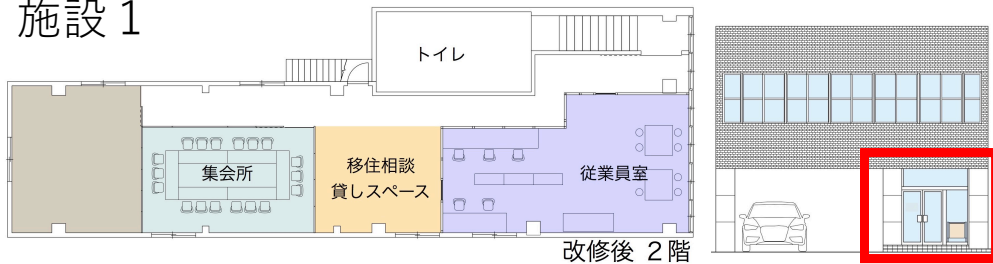 施設１
トイレ
集会所
移住相談
貸しスペース
従業員室
改修後 ２階